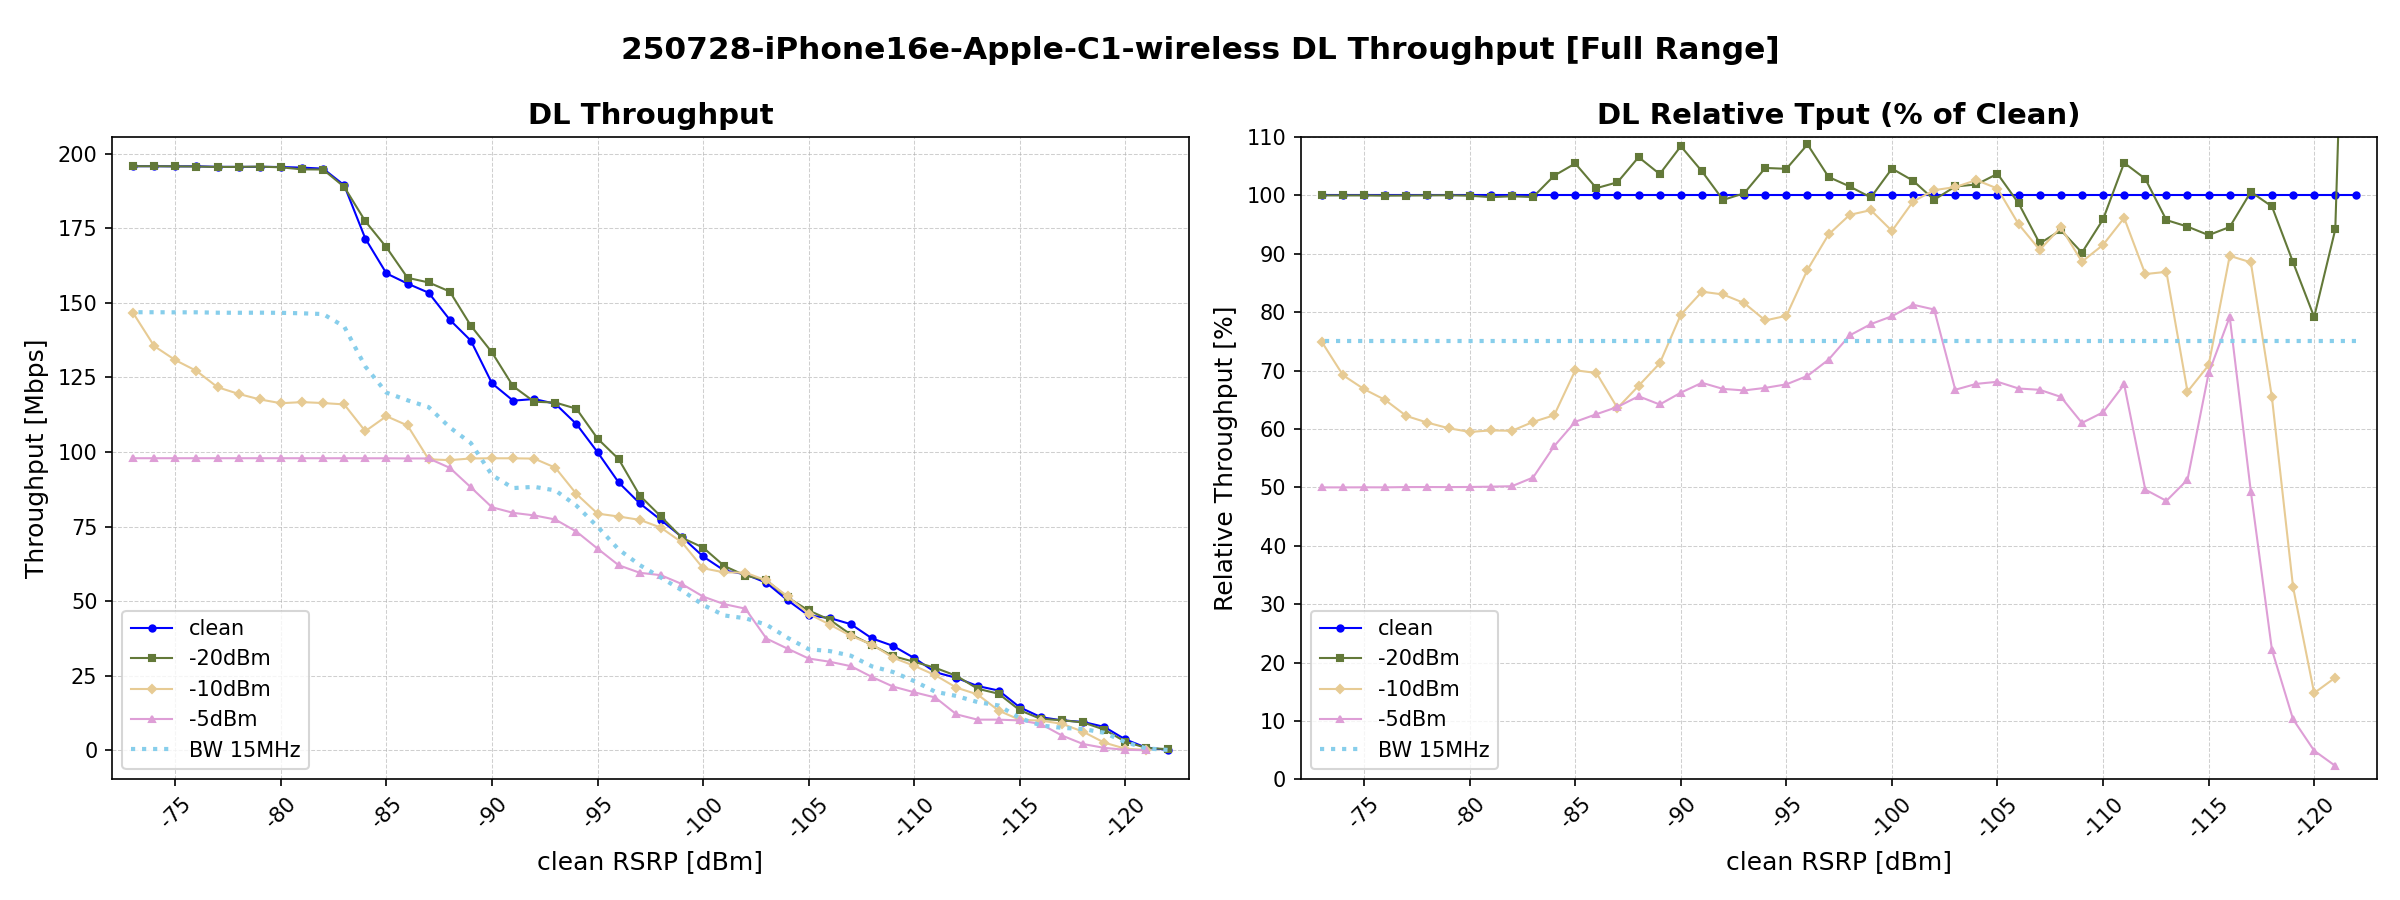 250728-iPhone16e-Apple-C1-wireless DL Throughput [Full Range]
DL Throughput
Throughput [Mbps]
200
175
150
125
100
75
50
25
0
-75
-80
-85
-90
-95
-100
-105
-110
-115
-120
clean RSRP [dBm]
clean
-20dBm
-10dBm
-5dBm
BW 15MHz
DL Relative Tput (% of Clean)
Relative Throughput [%]
110
100
90
80
70
60
50
40
30
20
10
0
-75
-80
-85
-90
-95
-100
-105
-110
-115
-120
clean RSRP [dBm]
clean
-20dBm
-10dBm
-5dBm
BW 15MHz